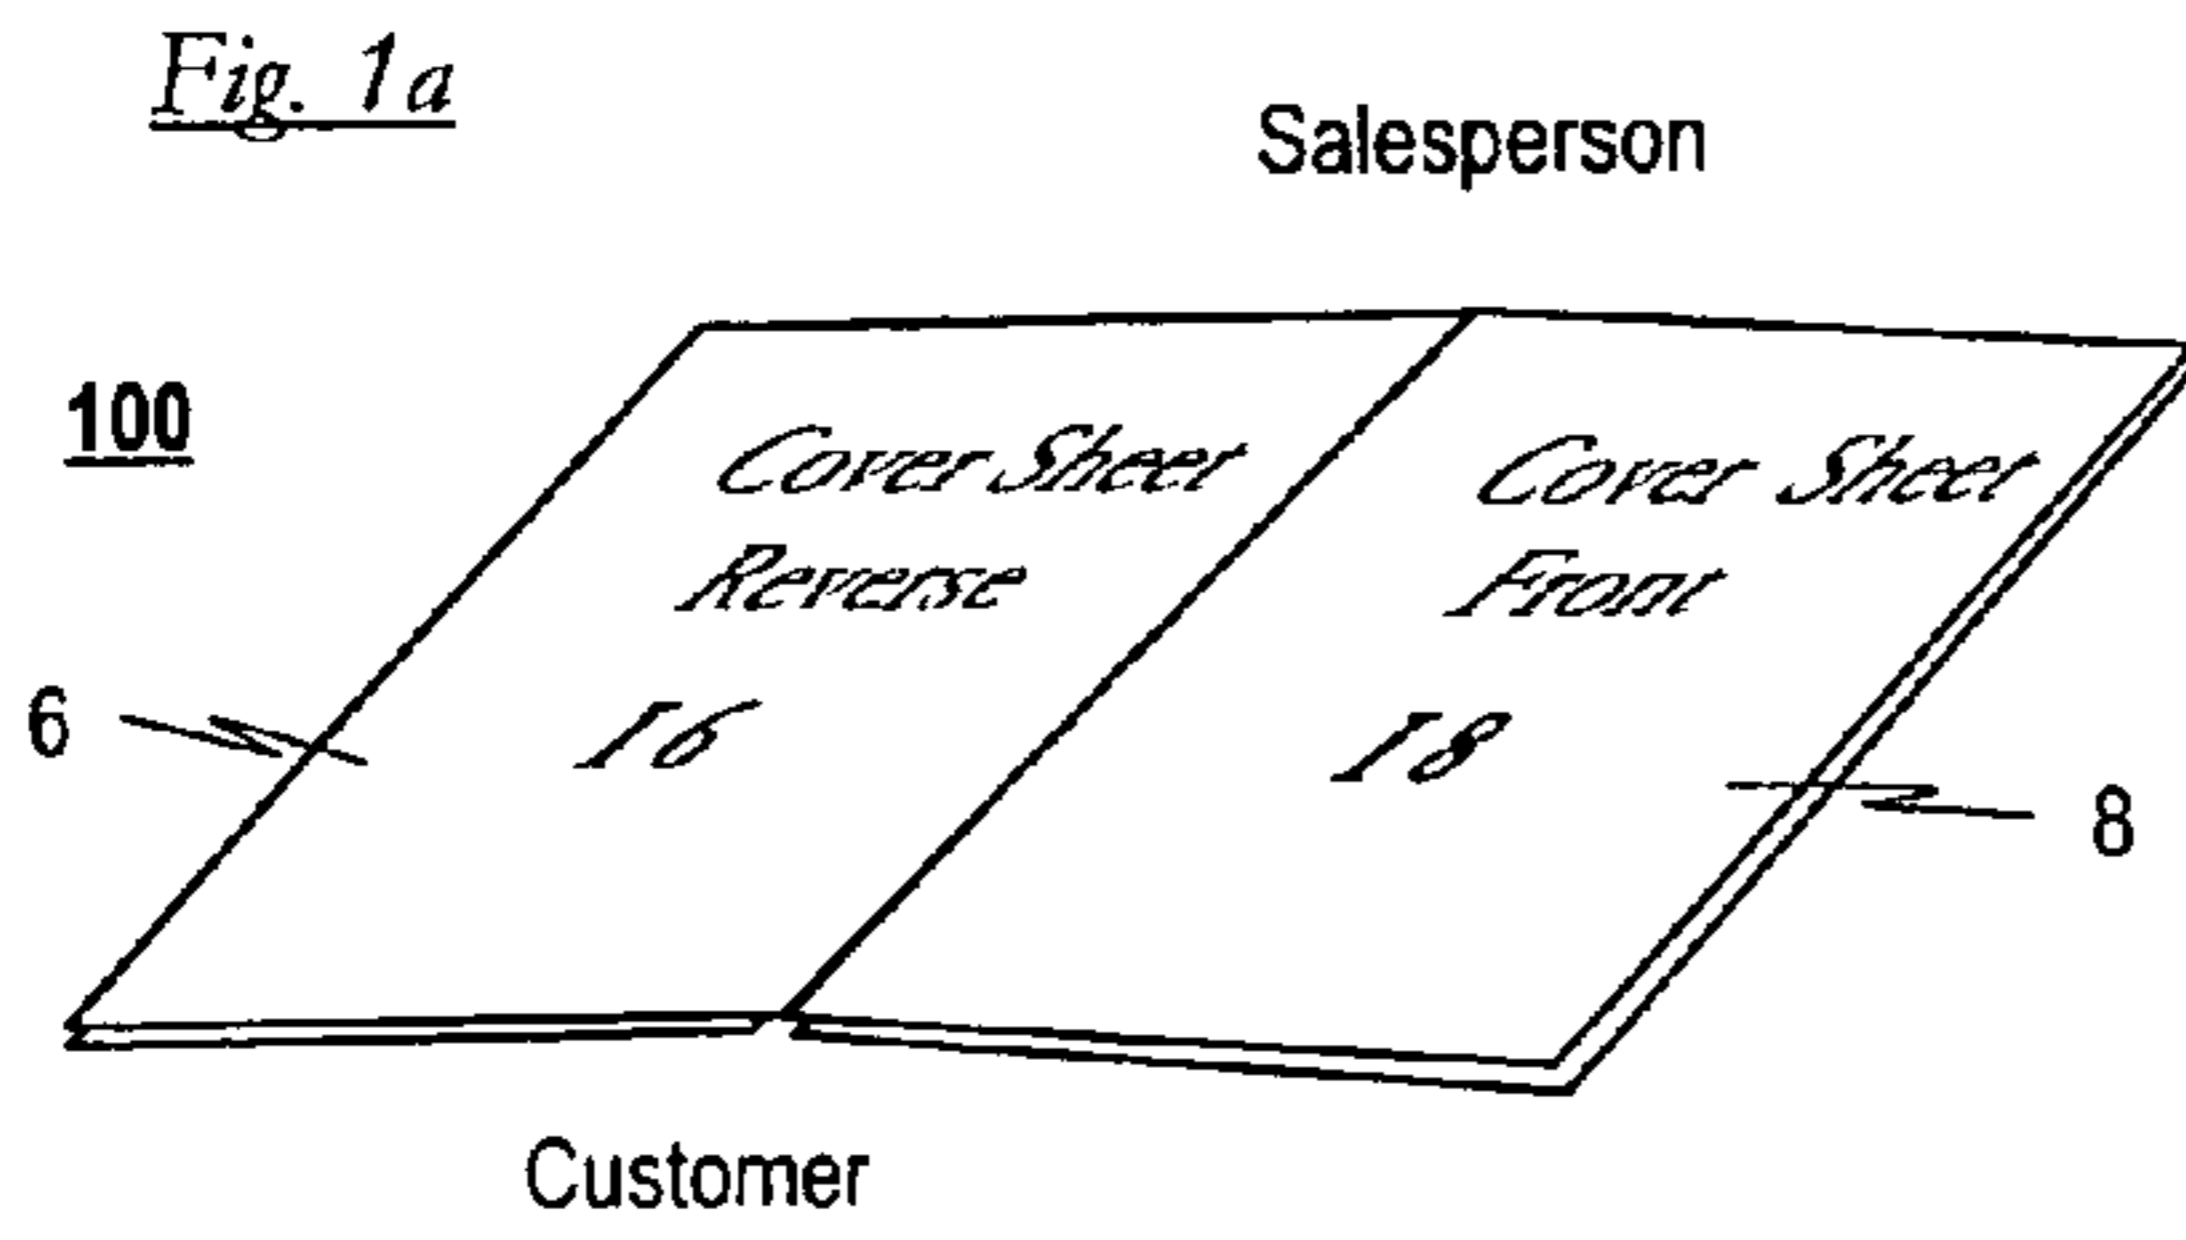 Fig. 1a
Salesperson
100
Cover Sheet
Reverse
16
Cover Sheet
Front
18
6
8
Customer